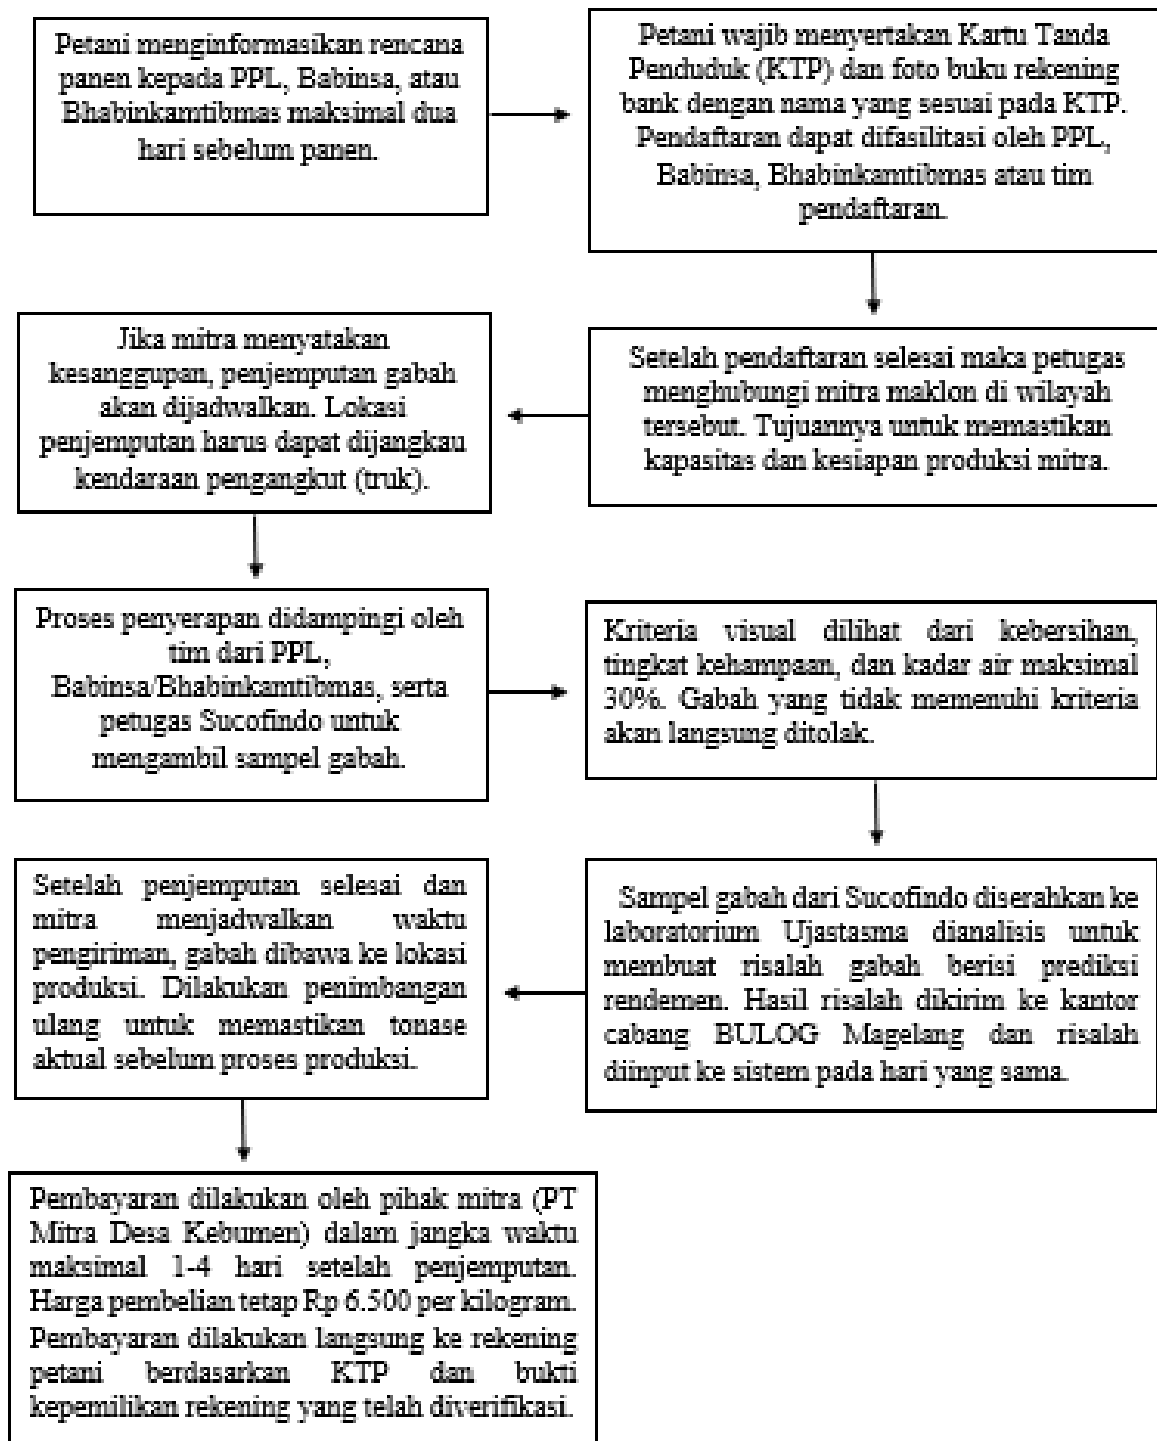 Petani menginformasikan rencana
panen kepada PPL, Babinsa, atau
Bhabinkamtibmas maksimal dua
hari sebelum panen.
Petani wajib menyertakan Kartu Tanda
Penduduk (KTP) dan foto buku rekening
bank dengan nama yang sesuai pada KTP.
Pendaftaran dapat difasilitasi oleh PPL,
Babinsa, Bhabinkamtibmas atau tim
pendaftaran.
Setelah pendaftaran selesai maka petugas
menghubungi mitra maklon di wilayah
tersebut. Tujuannya untuk memastikan
kapasitas dan kesiapan produksi mitra.
Jika mitra menyatakan
kesanggupan, penjemputan gabah
akan dijadwalkan. Lokasi
penjemputan harus dapat dijangkau
kendaraan pengangkut (truk).
Proses penyerapan didampingi oleh
tim dari PPL,
Babinsa/Bhabinkamtibmas, serta
petugas Sucofindo untuk
mengambil sampel gabah.
Kriteria visual dilihat dari kebersihan,
tingkat kehampaan, dan kadar air maksimal
30%. Gabah yang tidak memenuhi kriteria
akan langsung ditolak.
Sampel gabah dari Sucofindo diserahkan ke
laboratorium Ujastasma dianalisis untuk
membuat risalah gabah berisi prediksi
rendemen. Hasil risalah dikirim ke kantor
cabang BULOG Magelang dan risalah
diinput ke sistem pada hari yang sama.
Setelah penjemputan selesai dan
mitra menjadwalkan waktu
pengiriman, gabah dibawa ke lokasi
produksi. Dilakukan penimbangan
ulang untuk memastikan tonase
aktual sebelum proses produksi.
Pembayaran dilakukan oleh pihak mitra (PT
Mitra Desa Kebumen) dalam jangka waktu
maksimal 1-4 hari setelah penjemputan.
Harga pembelian tetap Rp 6.500 per kilogram.
Pembayaran dilakukan langsung ke rekening
petani berdasarkan KTP dan bukti
kepemilikan rekening yang telah diverifikasi.